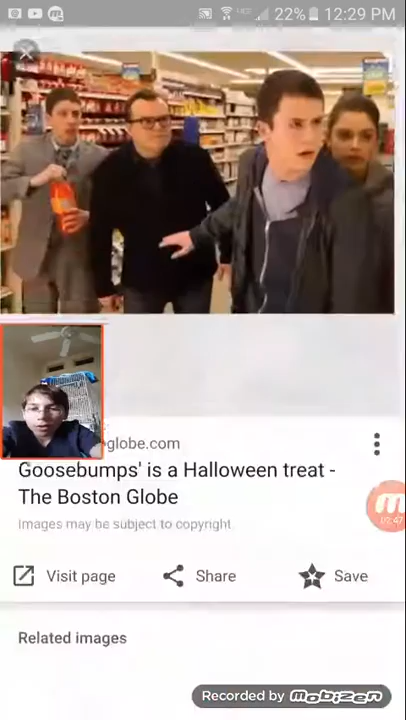 22% 12:29 PM
globe.com
Goosebumps' is a Halloween treat -
The Boston Globe
Images may be subject to copyright
Visit page
Share
Save
Related images
Recorded by mobizen